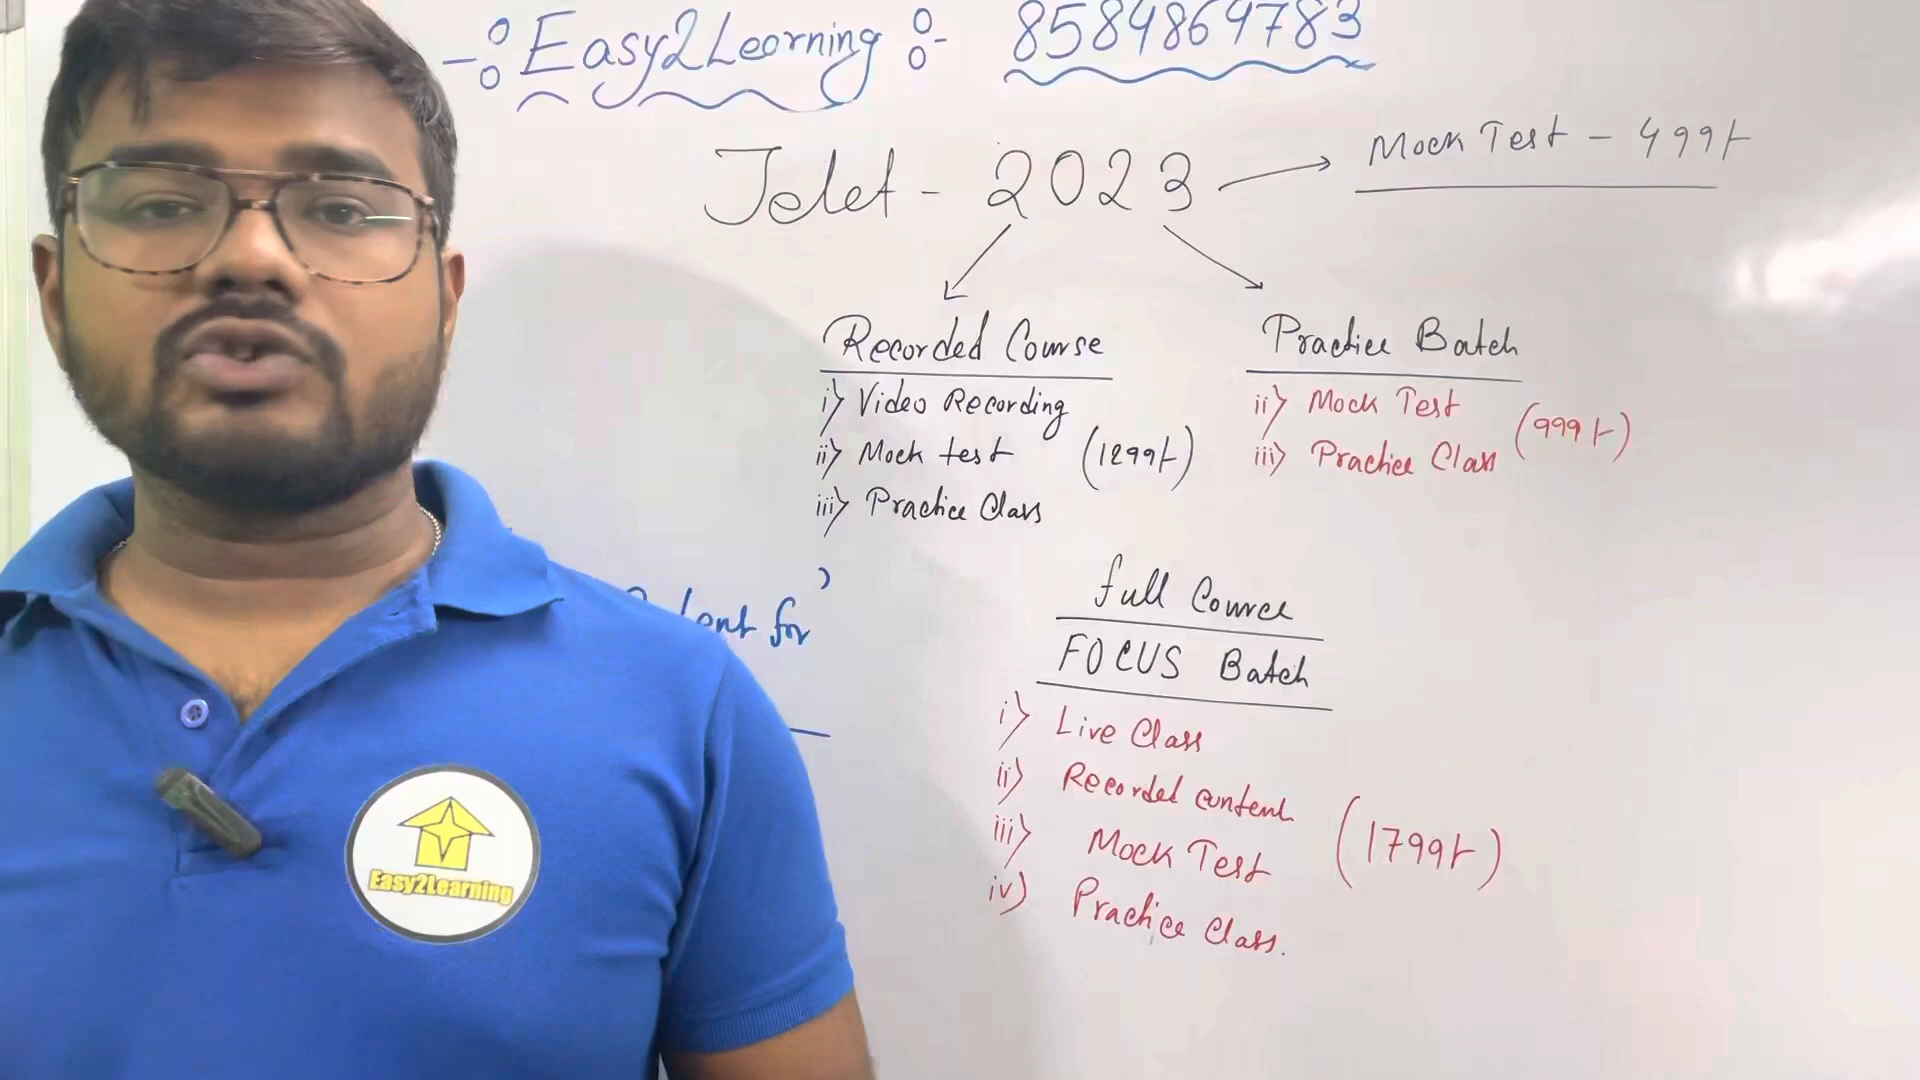 -: Easy2Learning :- 8584869783
Jelet - 2023
Mock Test - 499/-
Recorded Course
i) Video Recording
ii) Mock test
iii) Practice Class
(1299/-)
Practice Batch
ii) Mock Test
iii) Practice Class
(999/-)
for
full Cource
FOCUS Batch
i) Live Class
ii) Recorded content
iii) Mock Test
iv) Practice Class.
(1799/-)
Easy2Learning